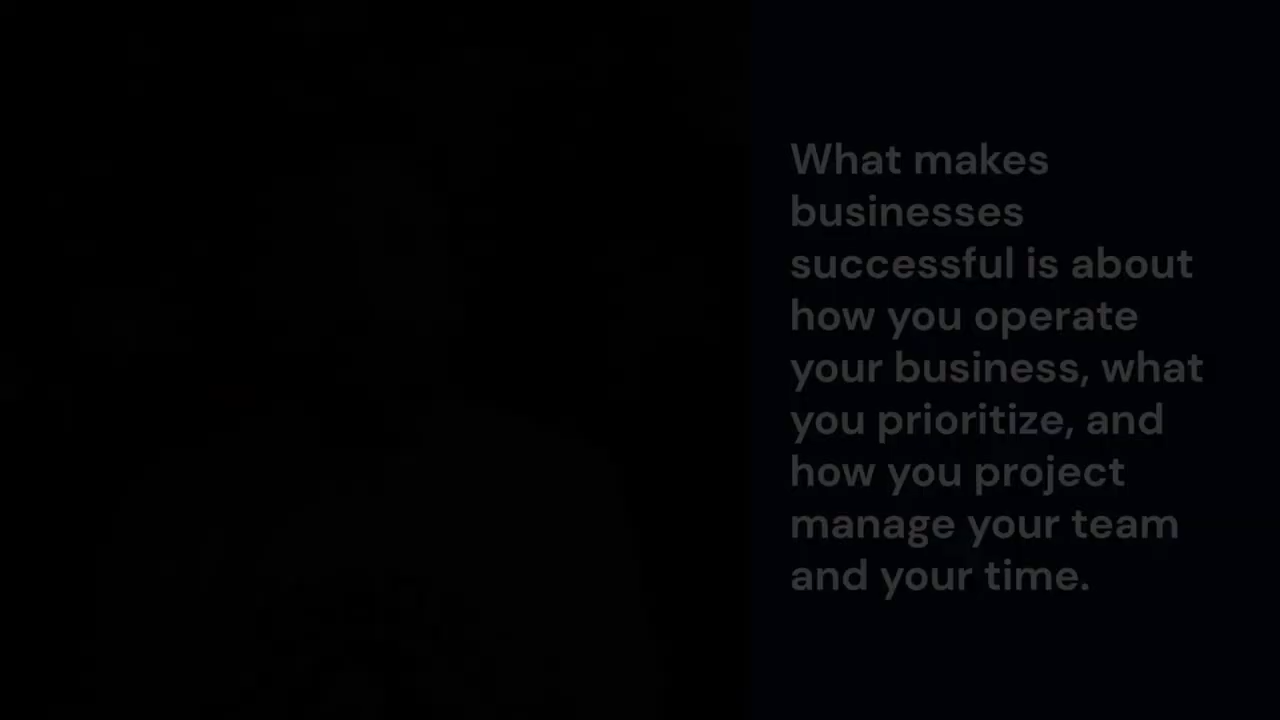 What makes
businesses
successful is about
how you operate
your business, what
you prioritize, and
how you project
manage your team
and your time.